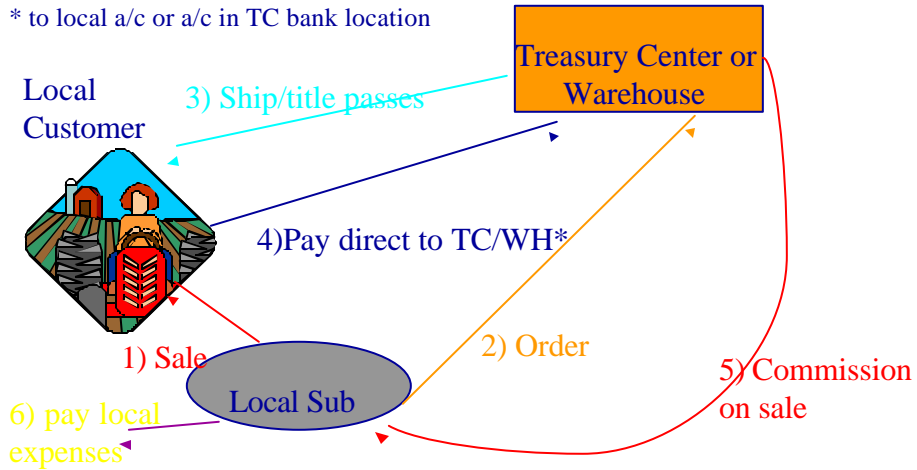 * to local a/c or a/c in TC bank location
Treasury Center or
Warehouse
Local
Customer
3) Ship/title passes
4)Pay direct to TC/WH*
1) Sale
2) Order
Local Sub
5) Commission
on sale
6) pay local
expenses